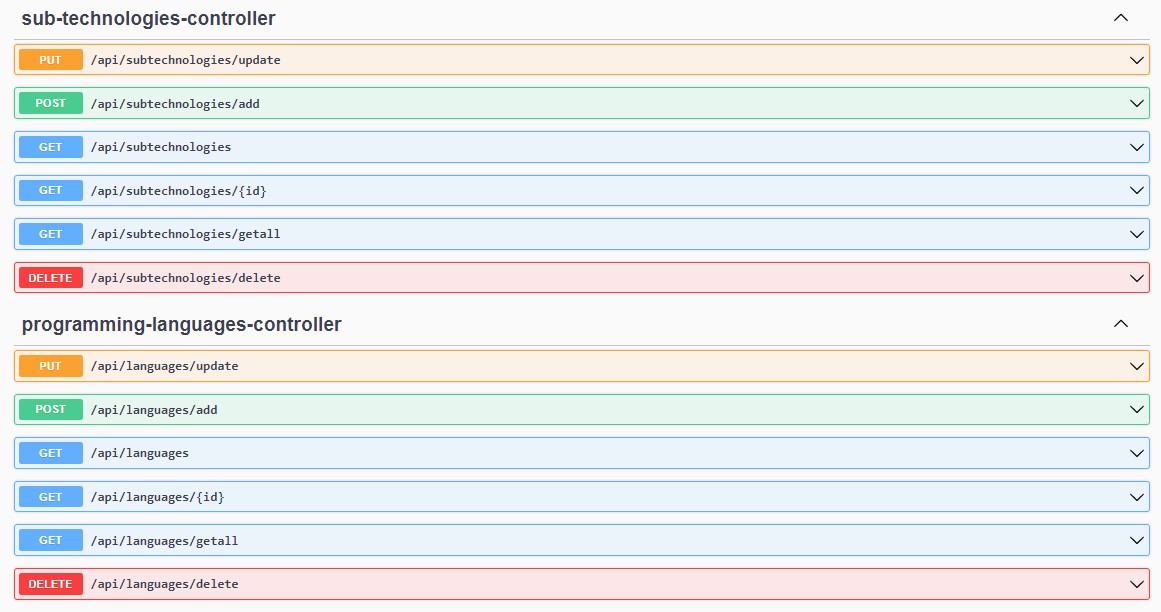 sub-technologies-controller
PUT /api/subtechnologies/update
POST /api/subtechnologies/add
GET /api/subtechnologies
GET /api/subtechnologies/{id}
GET /api/subtechnologies/getall
DELETE /api/subtechnologies/delete
programming-languages-controller
PUT /api/languages/update
POST /api/languages/add
GET /api/languages
GET /api/languages/{id}
GET /api/languages/getall
DELETE /api/languages/delete